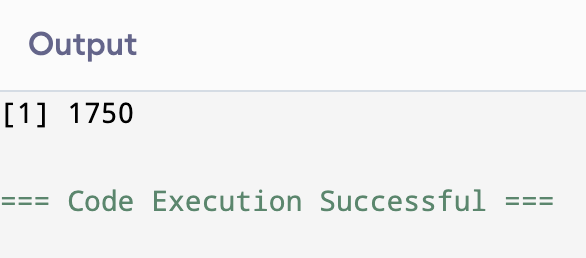 Output
[1] 1750
=== Code Execution Successful ===